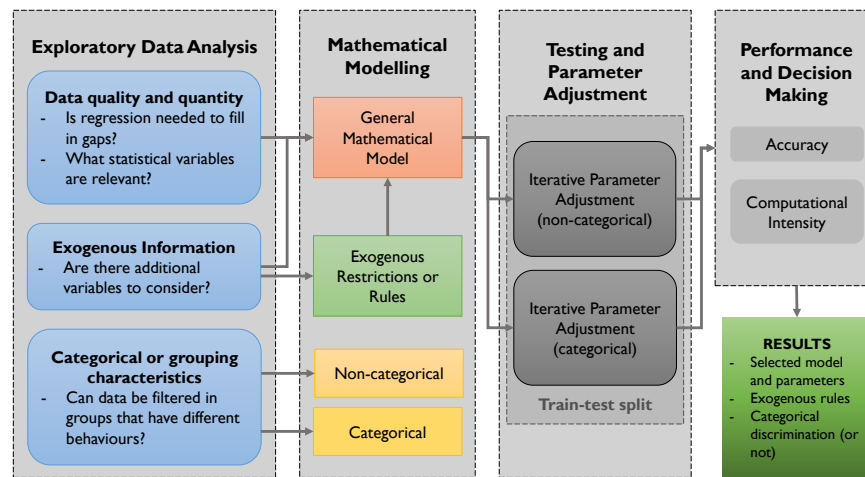 Exploratory Data Analysis
Data quality and quantity
- Is regression needed to fill
in gaps?
- What statistical variables
are relevant?
Exogenous Information
- Are there additional
variables to consider?
Categorical or grouping
characteristics
- Can data be filtered in
groups that have different
behaviours?
Mathematical
Modelling
General
Mathematical
Model
Exogenous
Restrictions or
Rules
Non-categorical
Categorical
Testing and
Parameter
Adjustment
Iterative Parameter
Adjustment
(non-categorical)
Iterative Parameter
Adjustment
(categorical)
Train-test split
Performance
and Decision
Making
Accuracy
Computational
Intensity
RESULTS
- Selected model
and parameters
- Exogenous rules
- Categorical
discrimination (or
not)